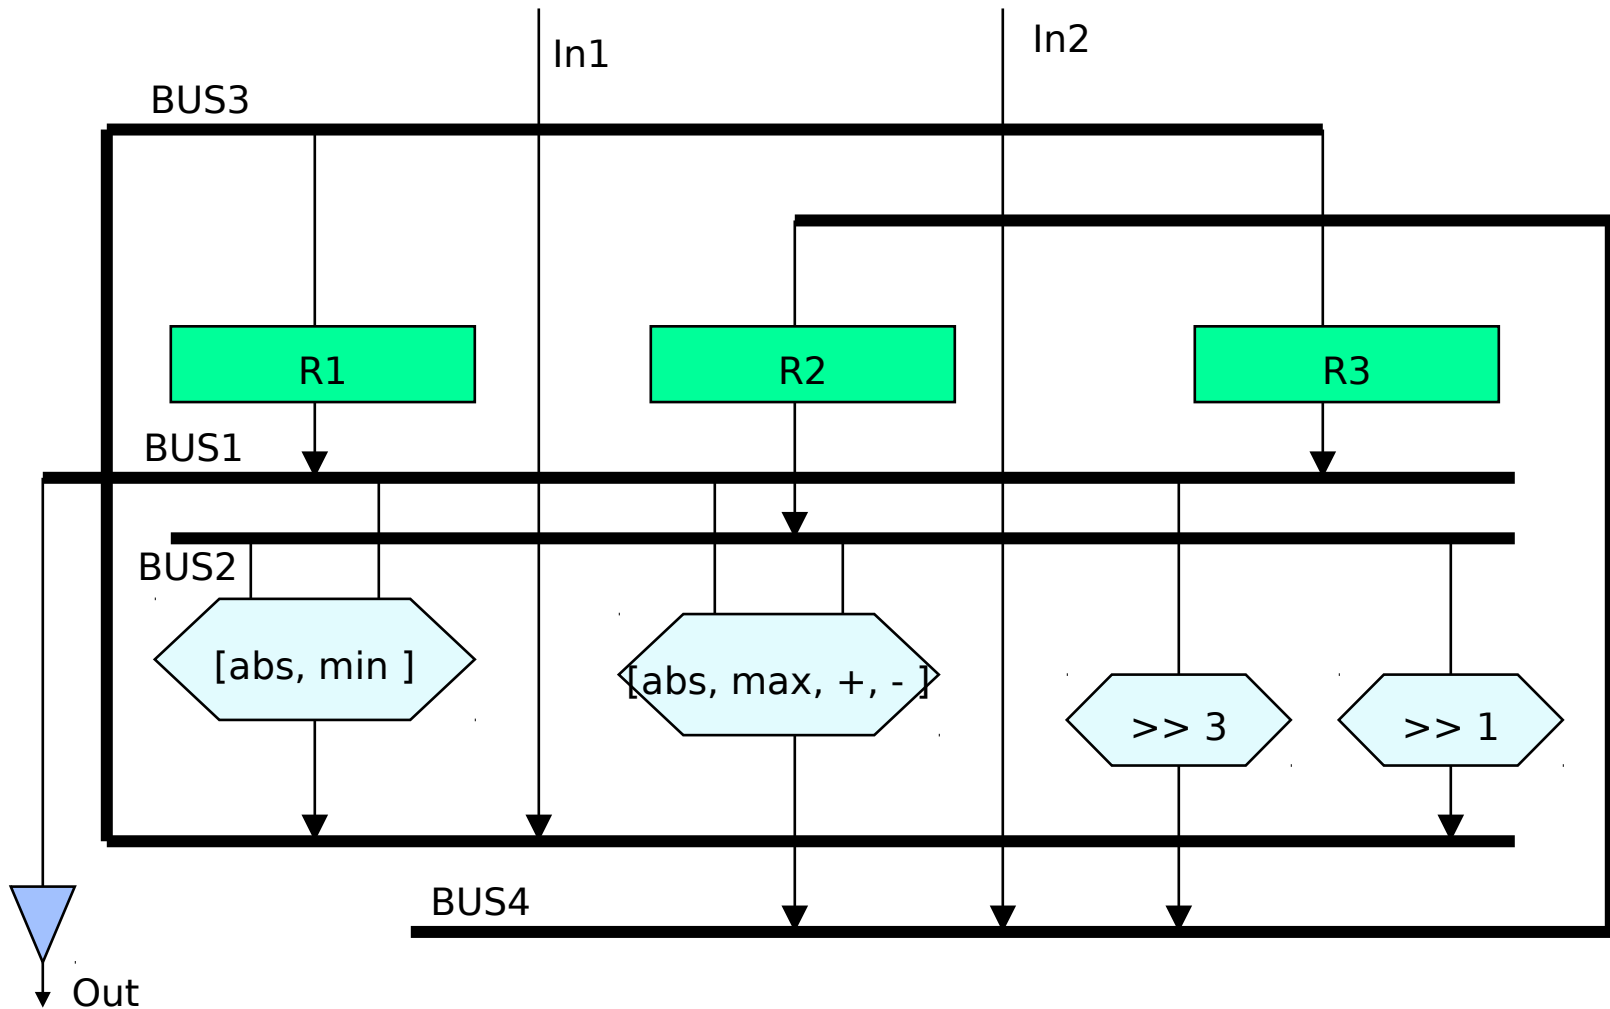 In1
In2
BUS3
R1
R2
R3
BUS1
BUS2
[abs, min ]
[abs, max, +, - ]
>> 3
>> 1
BUS4
Out